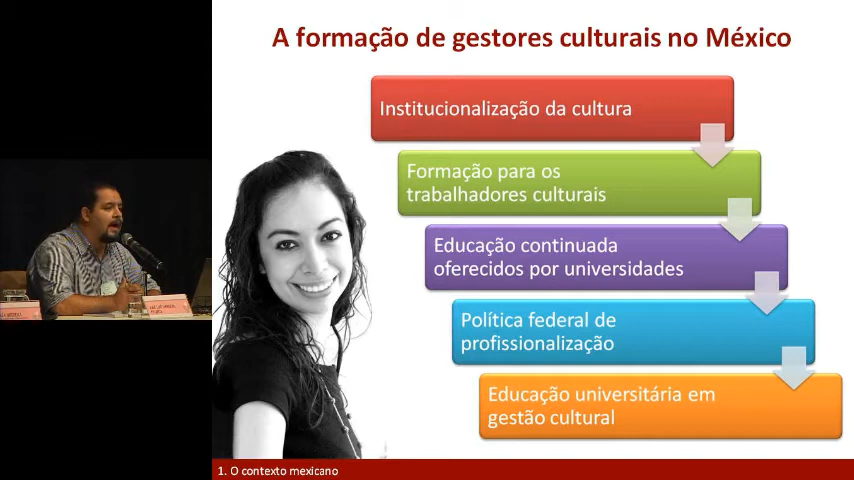 A formação de gestores culturais no México
Institucionalização da cultura
Formação para os
trabalhadores culturais
Educação continuada
oferecidos por universidades
Política federal de
profissionalização
Educação universitária em
gestão cultural
1. O contexto mexicano